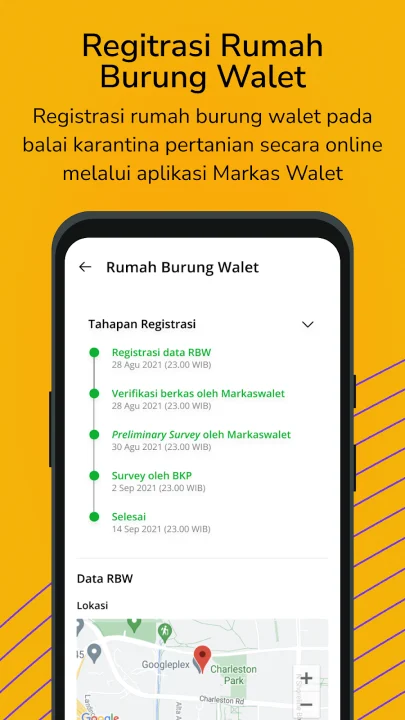 Regitrasi Rumah
Burung Walet
Registrasi rumah burung walet pada
balai karantina pertanian secara online
melalui aplikasi Markas Walet
← Rumah Burung Walet
Tahapan Registrasi
Registrasi data RBW
28 Agu 2021 (23.00 WIB)
Verifikasi berkas oleh Markaswalet
28 Agu 2021 (23.00 WIB)
Preliminary Survey oleh Markaswalet
30 Agu 2021 (23.00 WIB)
Survey oleh BKP
2 Sep 2021 (23.00 WIB)
Selesai
14 Sep 2021 (23.00 WIB)
Data RBW
Lokasi
45
Googleplex
Charleston
Park
+
Charleston Rd
−
Google